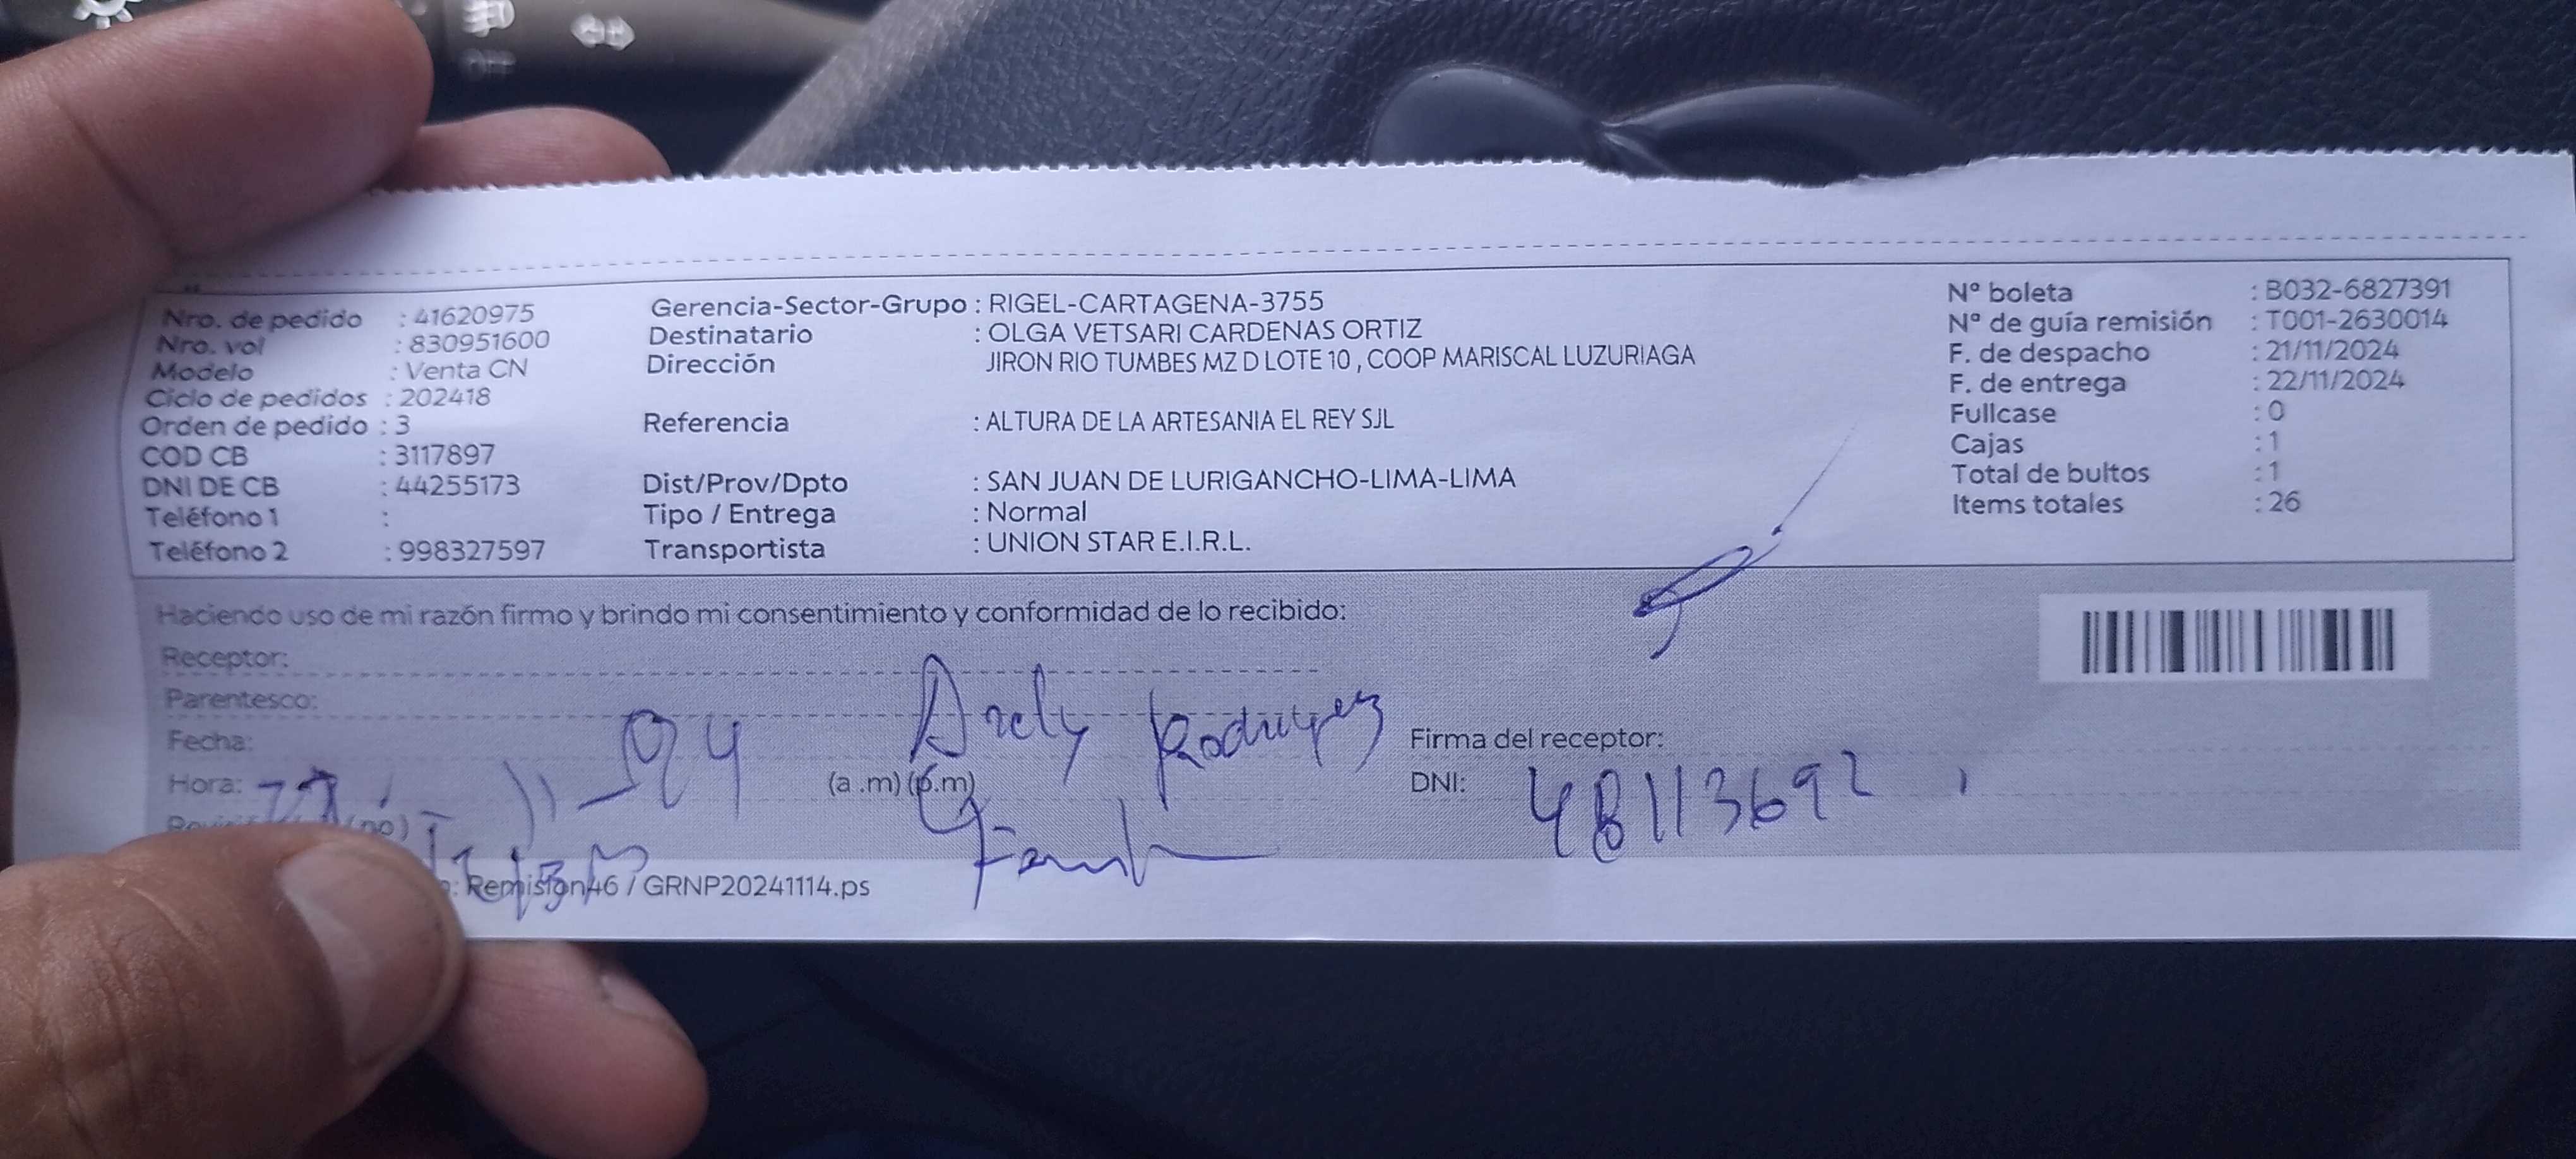 Nro. de pedido : 41620975
Nro. vol : 830951600
Modelo : Venta CN
Ciclo de pedidos : 202418
Orden de pedido : 3
COD CB : 3117897
DNI DE CB : 44255173
Teléfono 1 :
Teléfono 2 : 998327597
Gerencia-Sector-Grupo : RIGEL-CARTAGENA-3755
Destinatario : OLGA VETSARI CARDENAS ORTIZ
Dirección JIRON RIO TUMBES MZ D LOTE 10 , COOP MARISCAL LUZURIAGA
Referencia : ALTURA DE LA ARTESANIA EL REY SJL
Dist/Prov/Dpto : SAN JUAN DE LURIGANCHO-LIMA-LIMA
Tipo / Entrega : Normal
Transportista : UNION STAR E.I.R.L.
Nº boleta : B032-6827391
Nº de guía remisión : T001-2630014
F. de despacho : 21/11/2024
F. de entrega : 22/11/2024
Fullcase : 0
Cajas : 1
Total de bultos : 1
Items totales : 26
Haciendo uso de mi razón firmo y brindo mi consentimiento y conformidad de lo recibido:
Receptor:
Parentesco:
Arely Rodriguez
Fecha:
Firma del receptor:
Hora: (a .m) (p.m)
DNI: 48113692
Remision46 / GRNP20241114.ps